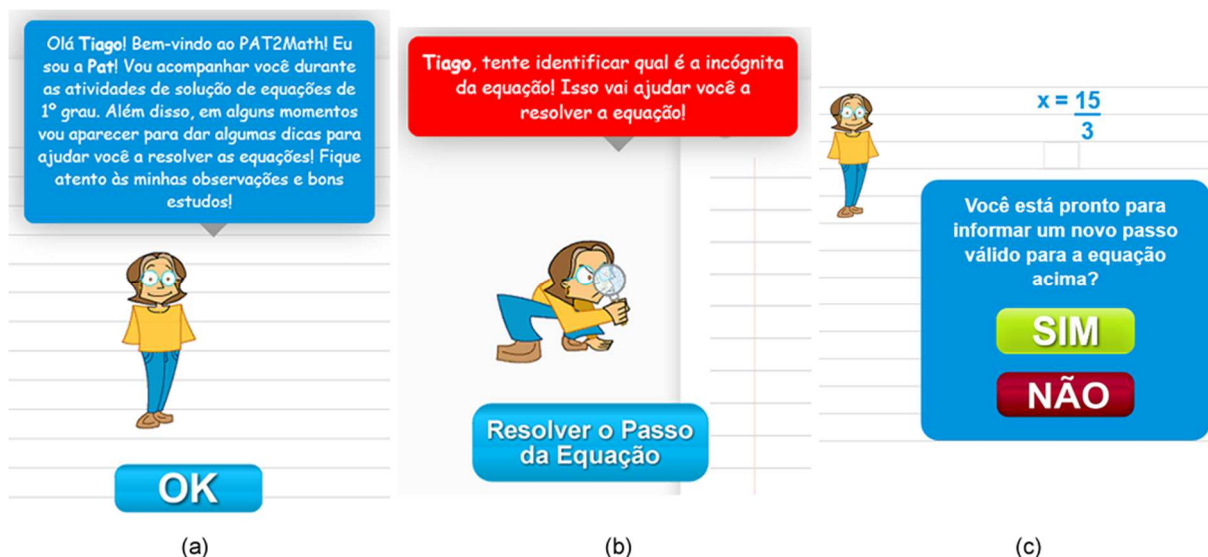 Olá Tiago! Bem-vindo ao PAT2Math! Eu
sou a Pat! Vou acompanhar você durante
as atividades de solução de equações de
1º grau. Além disso, em alguns momentos
vou aparecer para dar algumas dicas para
ajudar você a resolver as equações! Fique
atento às minhas observações e bons
estudos!
OK
(a)
Tiago, tente identificar qual é a incógnita
da equação! Isso vai ajudar você a
resolver a equação!
Resolver o Passo
da Equação
(b)
x = 15
3
Você está pronto para
informar um novo passo
válido para a equação
acima?
SIM
NÃO
(c)